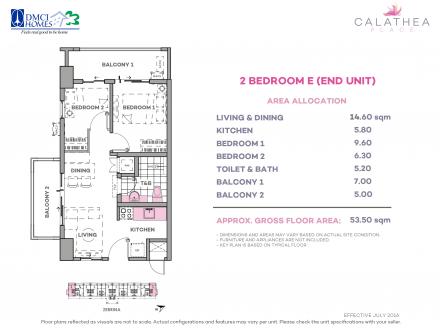 DMCI
HOMES
Feels real good to be home!
CALATHEA
PLACE
2 BEDROOM E (END UNIT)
AREA ALLOCATION
LIVING & DINING 14.60 sqm
KITCHEN 5.80
BEDROOM 1 9.60
BEDROOM 2 6.30
TOILET & BATH 5.20
BALCONY 1 7.00
BALCONY 2 5.00
APPROX. GROSS FLOOR AREA: 53.50 sqm
- DIMENSIONS AND AREAS MAY VARY BASED ON ACTUAL SITE CONDITION.
- FURNITURE AND APPLIANCES ARE NOT INCLUDED.
- KEY PLAN IS BASED ON TYPICAL FLOOR
BALCONY 1
BEDROOM 2
BEDROOM 1
DINING
T&B
BALCONY 2
LIVING
KITCHEN
ZEBRINA
EFFECTIVE JULY 2016
Floor plans reflected as visuals are not to scale. Actual configurations and features may vary per unit. Please check the unit specifications with your seller.